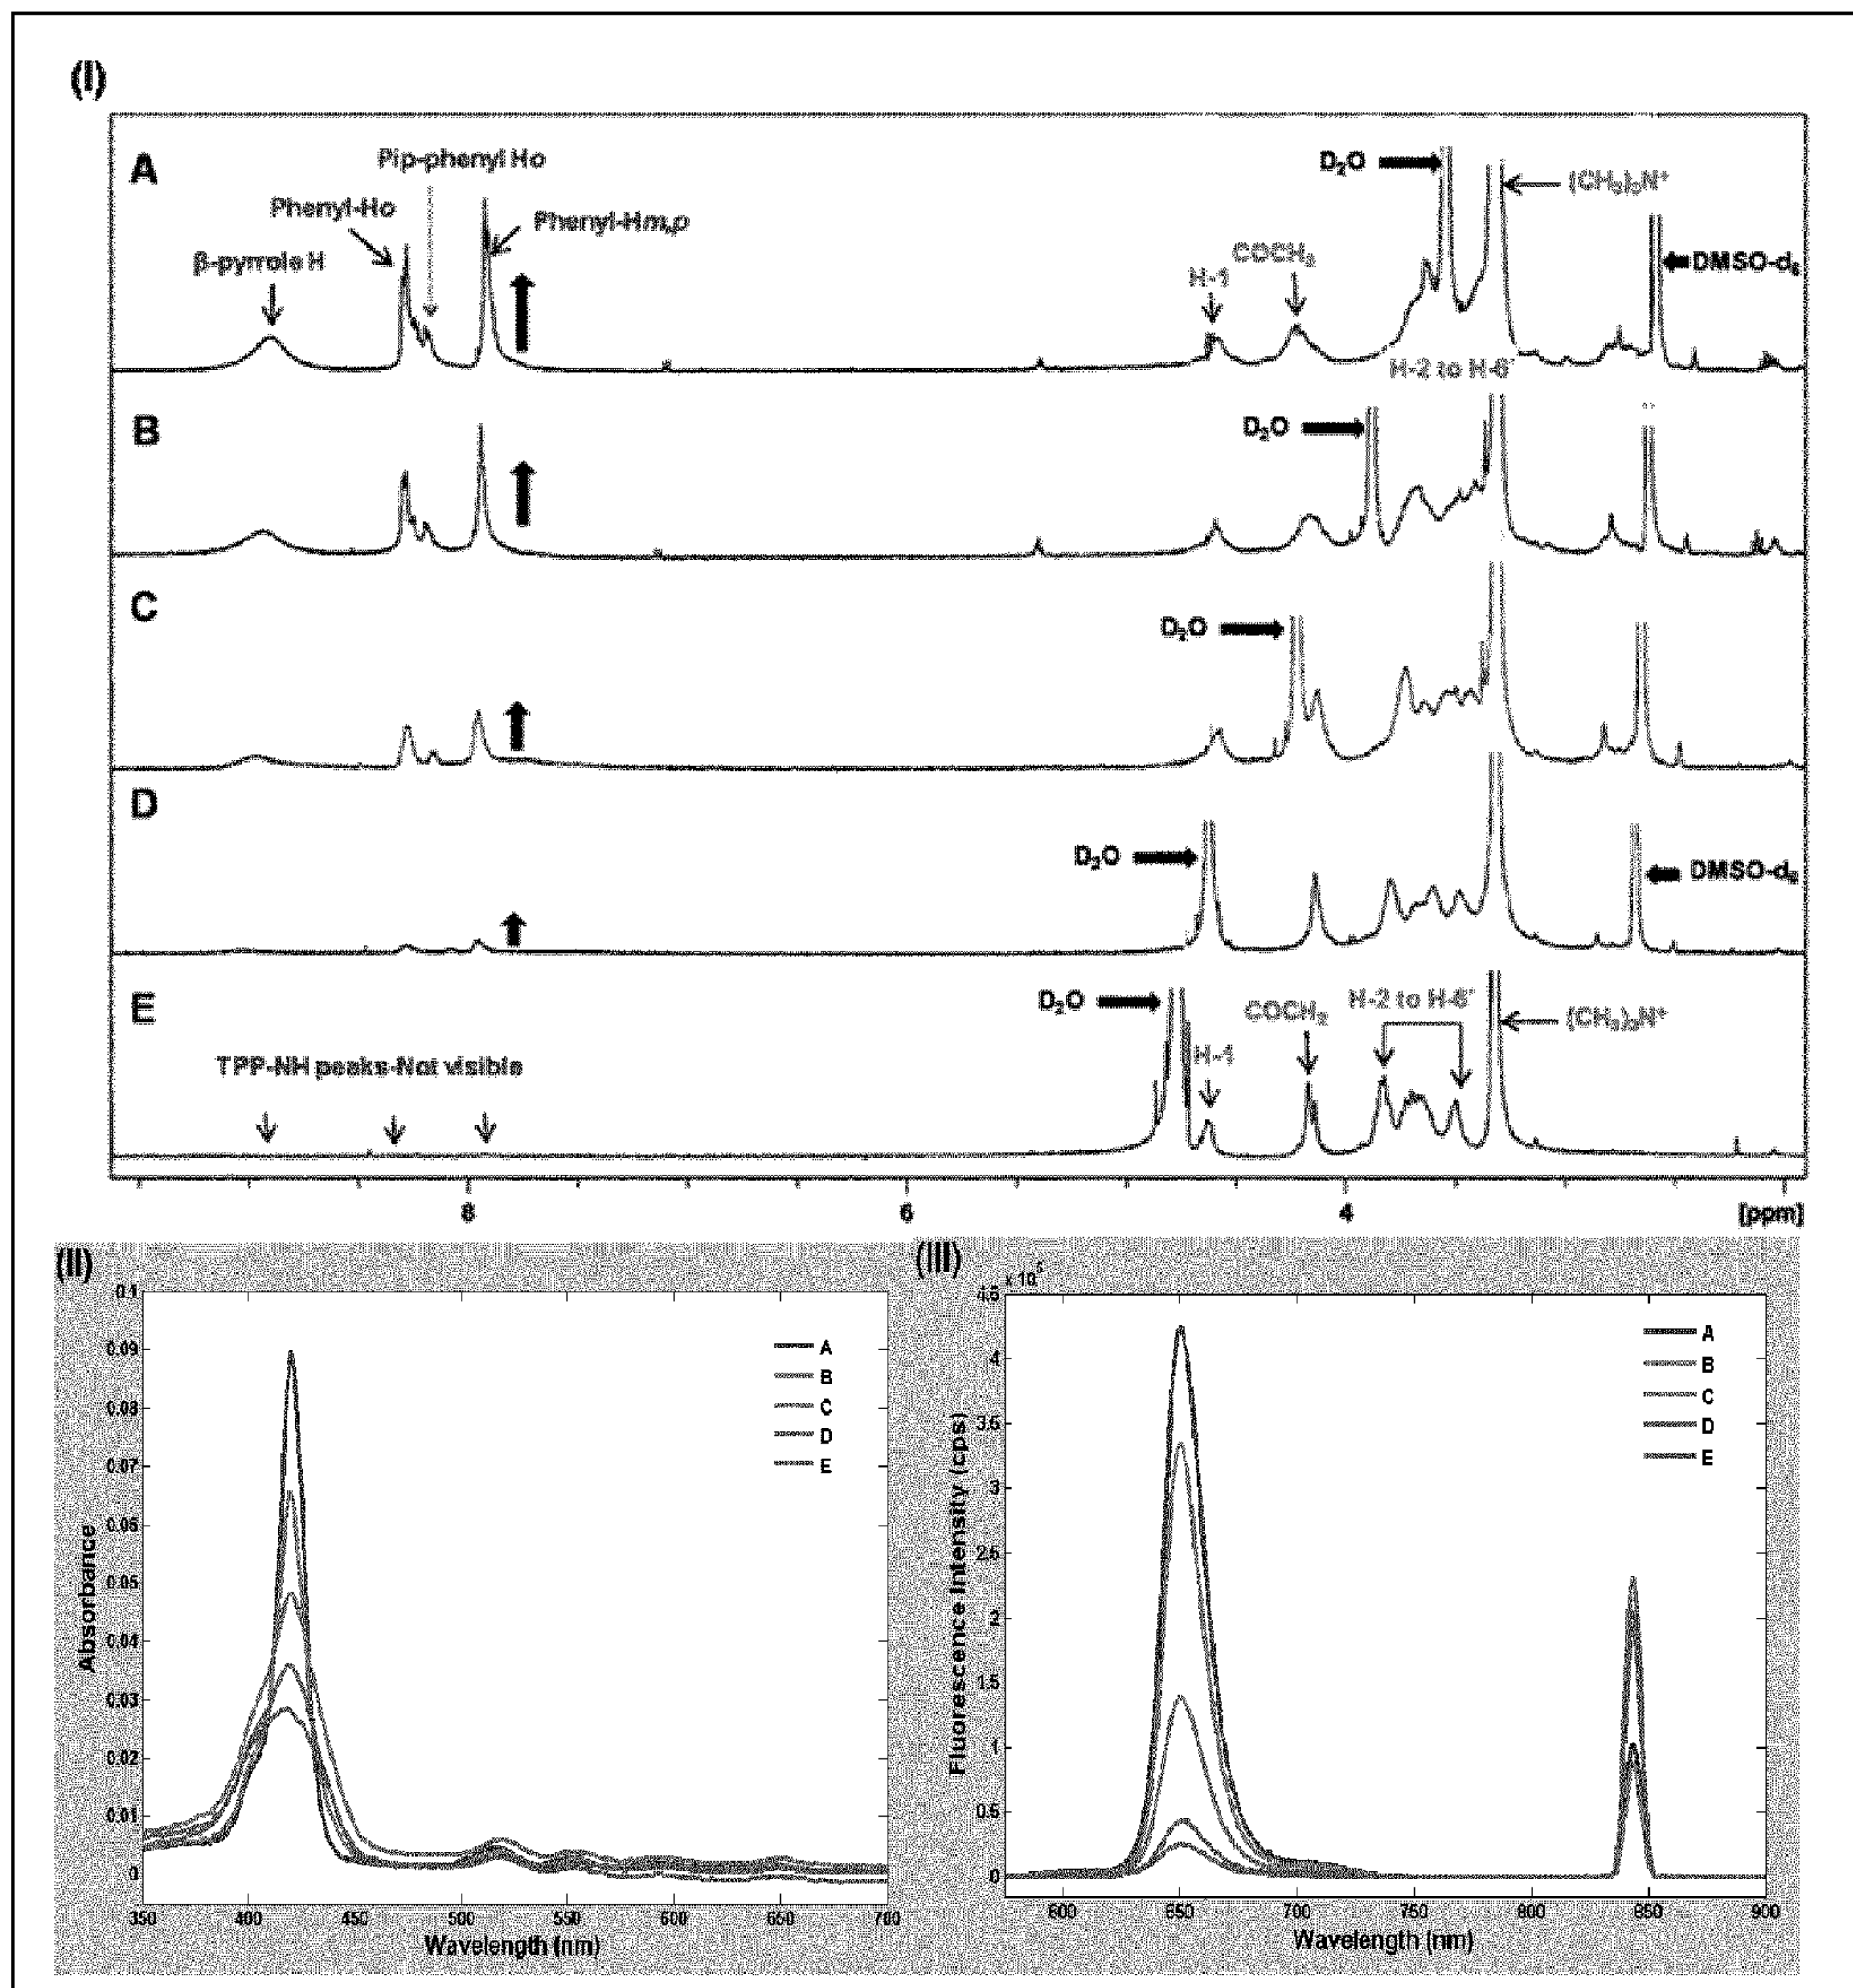 (I)
A
Pip-phenyl Ho
Phenyl-Ho
β-pyrrole H
Phenyl-Hm,p
H-1
COCH₂
D₂O
(CH₃)₃N⁺
DMSO-d₆
H-2 to H-6'
B
D₂O
C
D₂O
D
D₂O
DMSO-d₆
E
TPP-NH peaks-Not visible
D₂O
H-1
COCH₂
H-2 to H-6'
(CH₃)₃N⁺
8
6
4
[ppm]
(II)
0.1
0.09
0.08
0.07
0.06
0.05
0.04
0.03
0.02
0.01
0
Absorbance
A
B
C
D
E
350
400
450
500
550
600
650
700
Wavelength (nm)
(III)
x 10⁵
4.5
4
3.5
3
2.5
2
1.5
1
0.5
0
Fluorescence Intensity (cps)
A
B
C
D
E
600
650
700
750
800
850
900
Wavelength (nm)